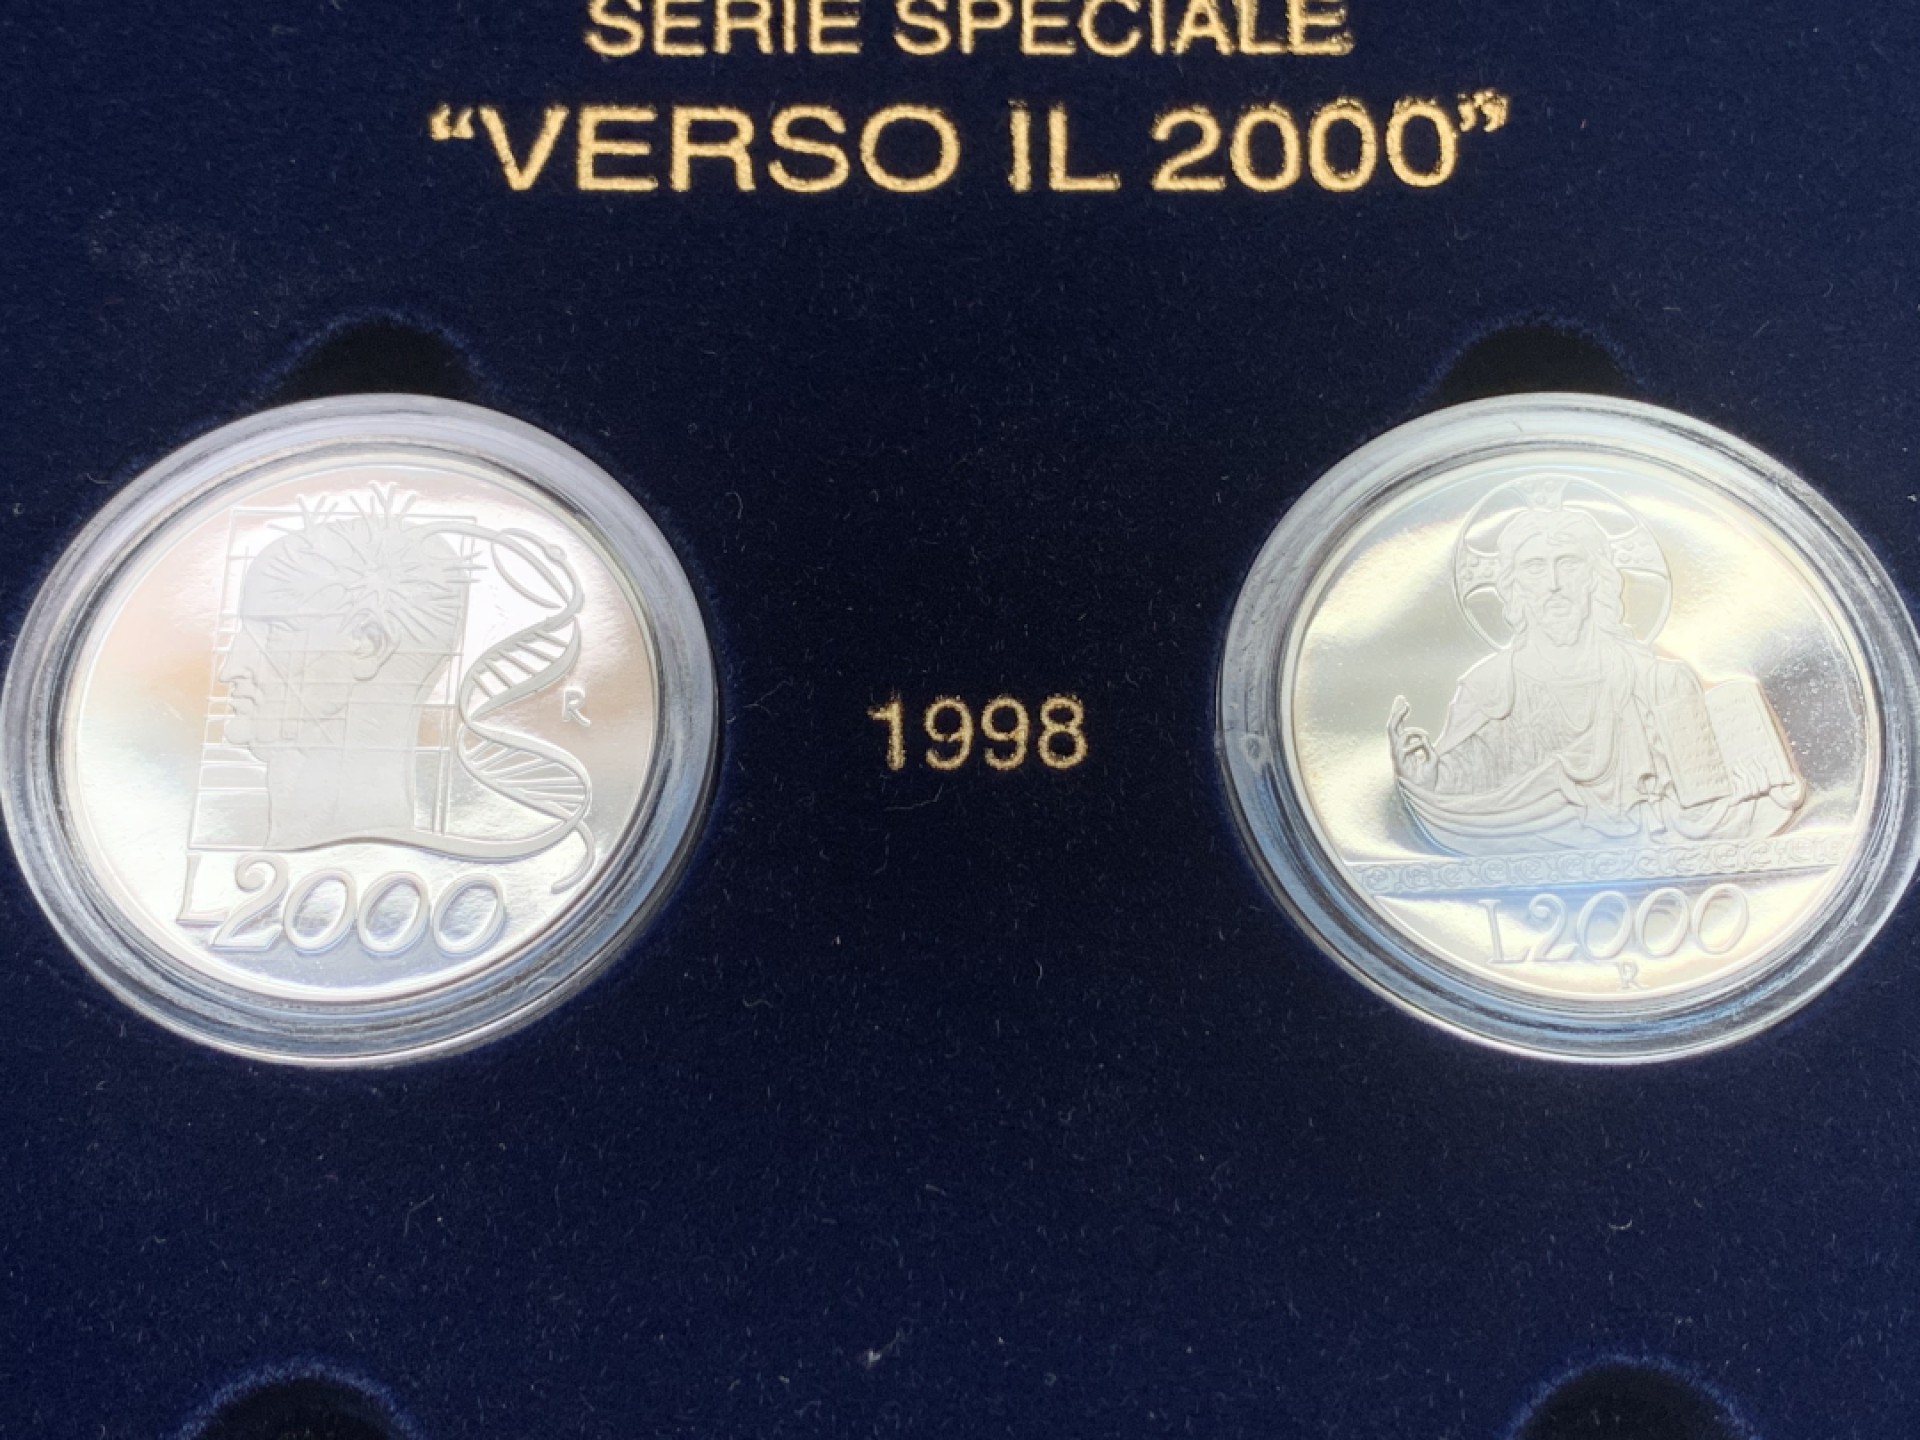 SERIE SPECIALE
“VERSO IL 2000”
1998
R
L2000
L2000
R